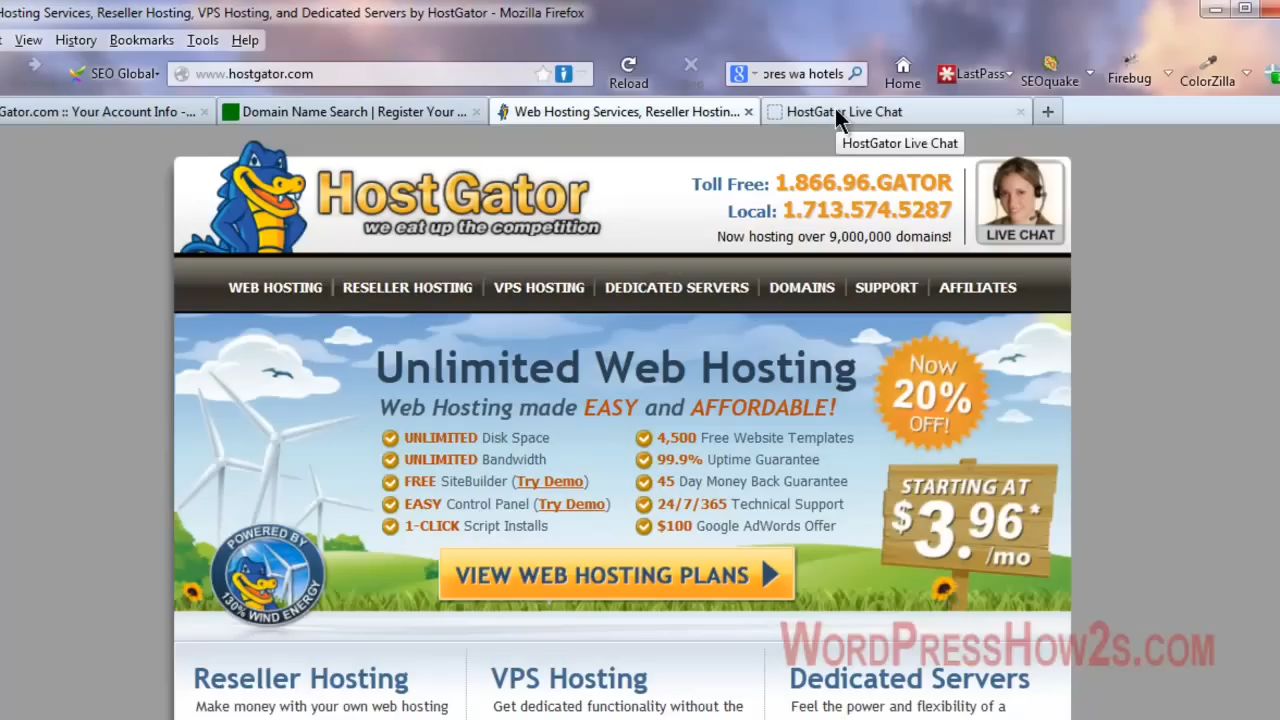 Hosting Services, Reseller Hosting, VPS Hosting, and Dedicated Servers by HostGator - Mozilla Firefox
View History Bookmarks Tools Help
SEO Global www.hostgator.com Reload ores wa hotels Home LastPass SEOquake Firebug ColorZilla
Gator.com :: Your Account Info -... Domain Name Search | Register Your ... Web Hosting Services, Reseller Hostin... HostGator Live Chat
HostGator Live Chat
HostGator
we eat up the competition
Toll Free: 1.866.96.GATOR
Local: 1.713.574.5287
Now hosting over 9,000,000 domains!
LIVE CHAT
WEB HOSTING RESELLER HOSTING VPS HOSTING DEDICATED SERVERS DOMAINS SUPPORT AFFILIATES
Unlimited Web Hosting
Web Hosting made EASY and AFFORDABLE!
UNLIMITED Disk Space
UNLIMITED Bandwidth
FREE SiteBuilder (Try Demo)
EASY Control Panel (Try Demo)
1-CLICK Script Installs
4,500 Free Website Templates
99.9% Uptime Guarantee
45 Day Money Back Guarantee
24/7/365 Technical Support
$100 Google AdWords Offer
Now
20%
OFF!
STARTING AT
$3.96*
/mo
VIEW WEB HOSTING PLANS
POWERED BY
130% WIND ENERGY
WordPressHow2s.com
Reseller Hosting
Make money with your own web hosting
VPS Hosting
Get dedicated functionality without the
Dedicated Servers
Feel the power and flexibility of a